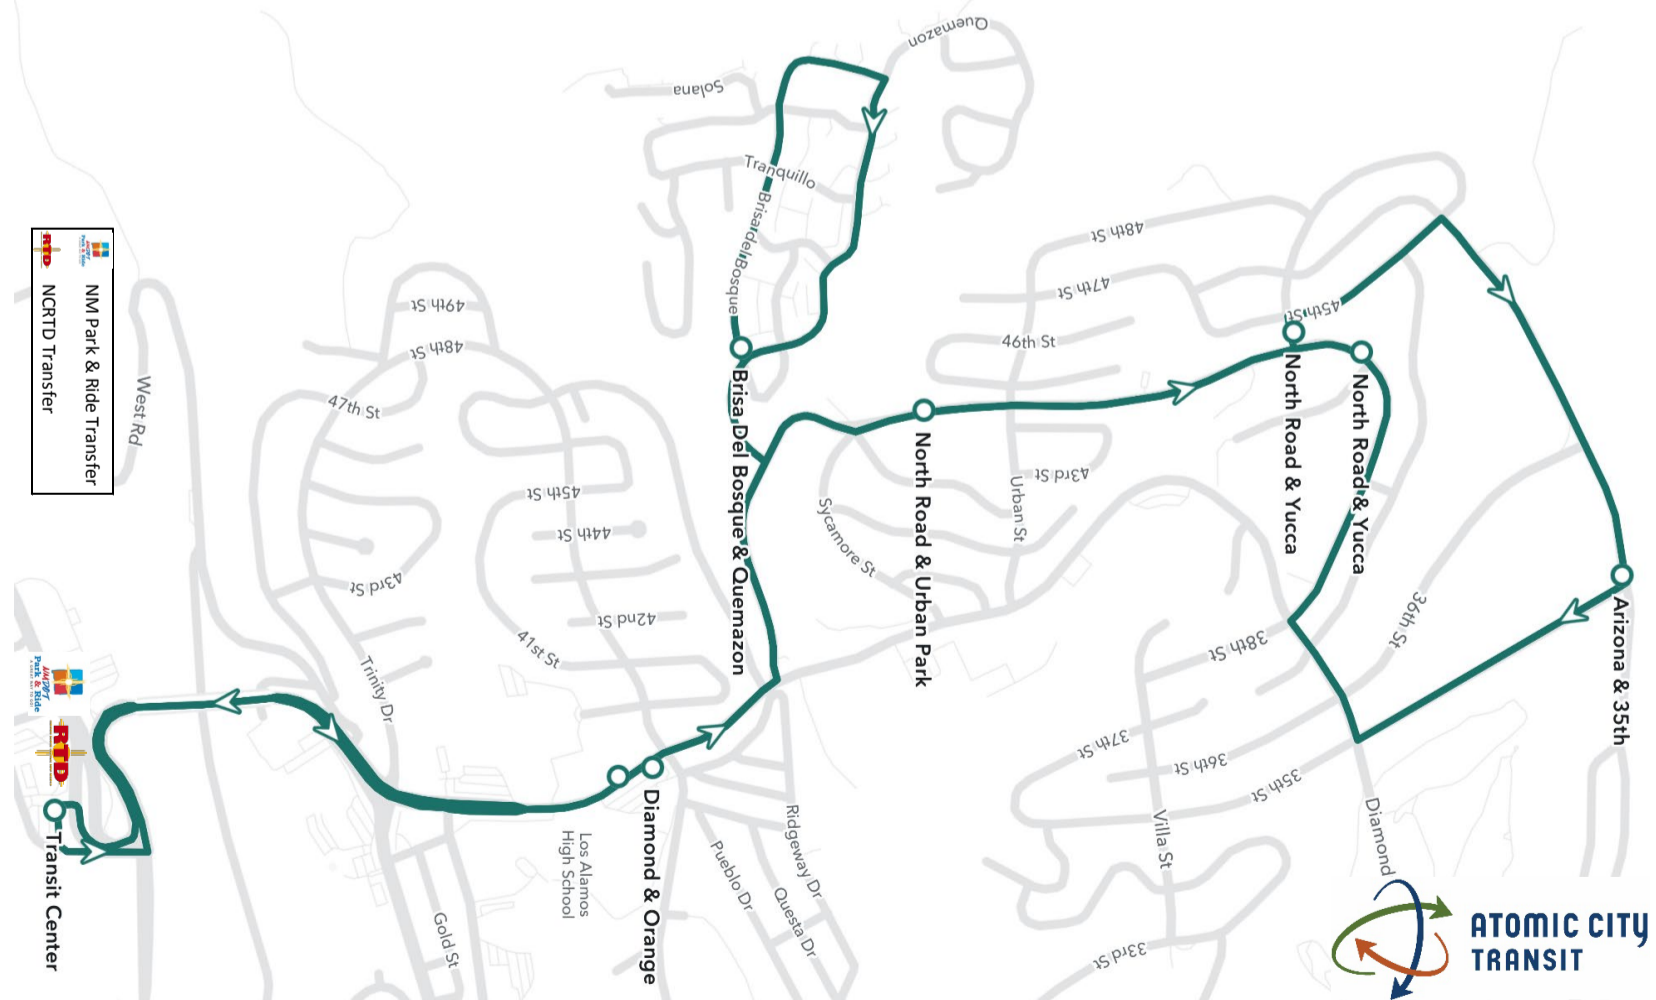 Quemazon
Solana
Tranquillo
Brisa del Bosque
48th St
47th St
46th St
45th St
49th St
48th St
47th St
West Rd
NM Park & Ride Transfer
NCRTD Transfer
RTD
Brisa Del Bosque & Quemazon
North Road & Urban Park
North Road & Yucca
North Road & Yucca
43rd St
Urban St
Sycamore St
45th St
44th St
43rd St
42nd St
41st St
Trinity Dr
36th St
38th St
37th St
36th St
35th St
Arizona & 35th
Diamond
Villa St
33rd St
Ridgeway Dr
Pueblo Dr
Questa Dr
Diamond & Orange
Los Alamos
High School
Gold St
NMDOT
Park & Ride
RTD
Transit Center
ATOMIC CITY
TRANSIT